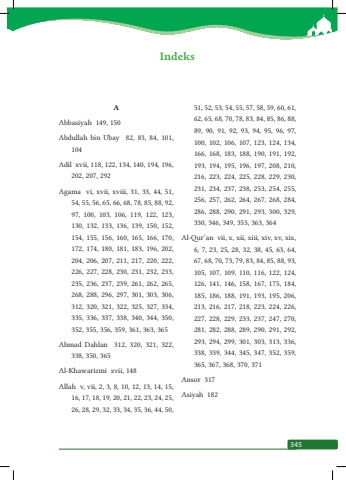 Indeks
A
Abbasiyah 149, 150
Abdullah bin Ubay 82, 83, 84, 101,
104
Adil xvii, 118, 122, 134, 140, 194, 196,
202, 207, 292
Agama vi, xvii, xviii, 31, 33, 44, 51,
54, 55, 56, 65, 66, 68, 78, 85, 88, 92,
97, 100, 103, 106, 119, 122, 123,
130, 132, 133, 136, 139, 150, 152,
154, 155, 156, 160, 165, 166, 170,
172, 174, 180, 181, 183, 196, 202,
204, 206, 207, 211, 217, 220, 222,
226, 227, 228, 230, 231, 232, 233,
235, 236, 237, 239, 261, 262, 265,
268, 288, 296, 297, 301, 303, 306,
312, 320, 321, 322, 325, 327, 334,
335, 336, 337, 338, 340, 344, 350,
352, 355, 356, 359, 361, 363, 365
Ahmad Dahlan 312, 320, 321, 322,
338, 350, 365
Al-Khawarizmi xvii, 148
Allah v, vii, 2, 3, 8, 10, 12, 13, 14, 15,
16, 17, 18, 19, 20, 21, 22, 23, 24, 25,
26, 28, 29, 32, 33, 34, 35, 36, 44, 50,
51, 52, 53, 54, 55, 57, 58, 59, 60, 61,
62, 65, 68, 70, 78, 83, 84, 85, 86, 88,
89, 90, 91, 92, 93, 94, 95, 96, 97,
100, 102, 106, 107, 123, 124, 134,
166, 168, 183, 188, 190, 191, 192,
193, 194, 195, 196, 197, 208, 210,
216, 223, 224, 225, 228, 229, 230,
231, 234, 237, 238, 253, 254, 255,
256, 257, 262, 264, 267, 268, 284,
286, 288, 290, 291, 293, 300, 329,
330, 346, 349, 353, 363, 364
Al-Qur'an vii, x, xii, xiii, xiv, xv, xix,
6, 7, 23, 25, 28, 32, 38, 45, 63, 64,
67, 68, 70, 73, 79, 83, 84, 85, 88, 93,
105, 107, 109, 110, 116, 122, 124,
126, 141, 146, 158, 167, 175, 184,
185, 186, 188, 191, 193, 195, 206,
213, 216, 217, 218, 223, 224, 226,
227, 228, 229, 233, 237, 247, 270,
281, 282, 288, 289, 290, 291, 292,
293, 294, 299, 301, 303, 313, 336,
338, 339, 344, 345, 347, 352, 359,
365, 367, 368, 370, 371
Ansor 317
Asiyah 182
345